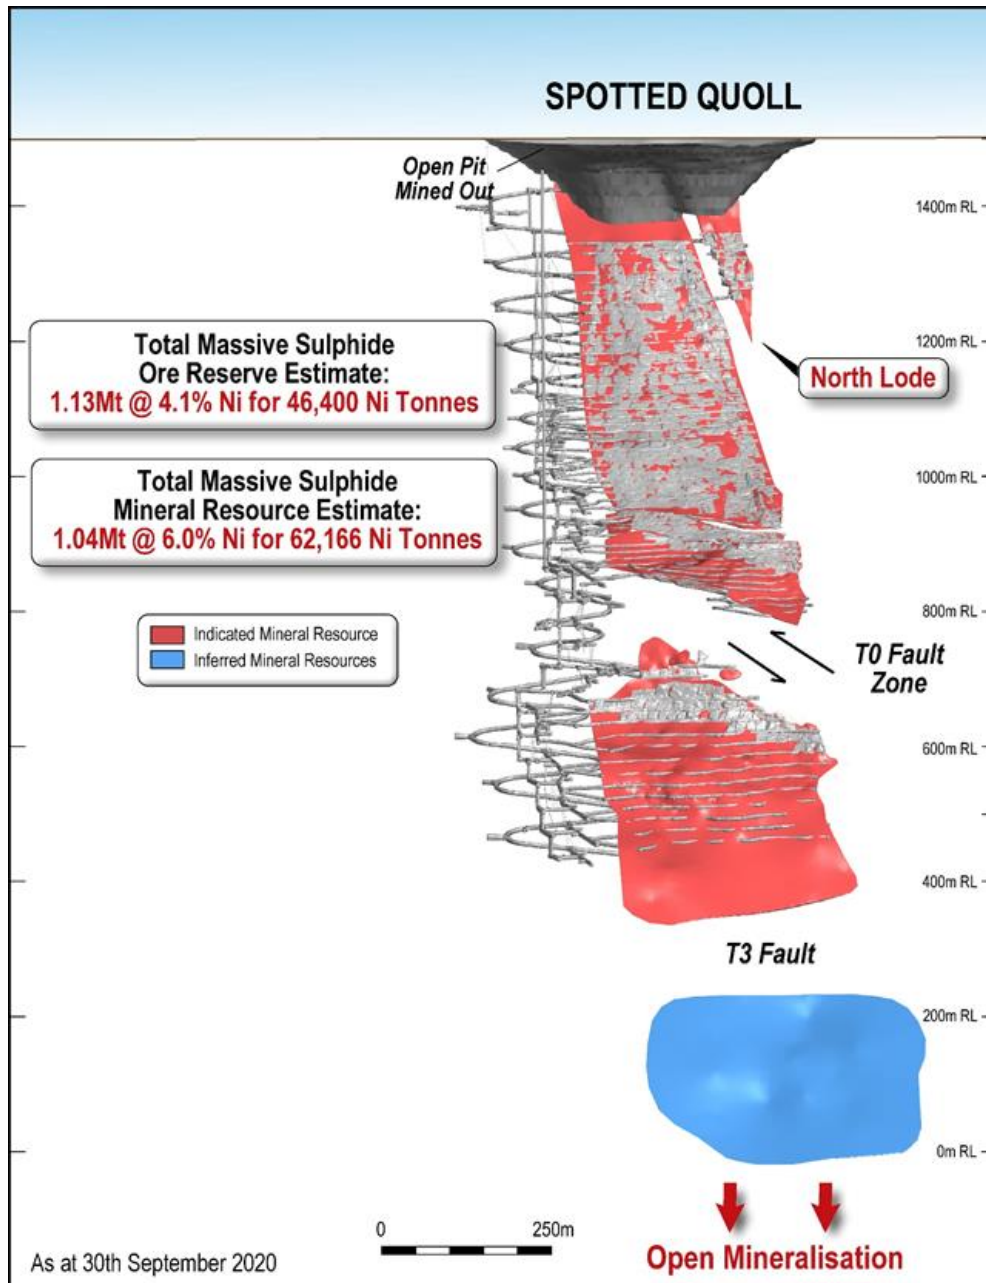 SPOTTED QUOLL
Open Pit
Mined Out
1400m RL
Total Massive Sulphide
Ore Reserve Estimate:
1.13Mt @ 4.1% Ni for 46,400 Ni Tonnes
1200m RL
North Lode
Total Massive Sulphide
Mineral Resource Estimate:
1.04Mt @ 6.0% Ni for 62,166 Ni Tonnes
1000m RL
Indicated Mineral Resource
Inferred Mineral Resources
800m RL
T0 Fault
Zone
600m RL
400m RL
T3 Fault
200m RL
0m RL
0
250m
Open Mineralisation
As at 30th September 2020